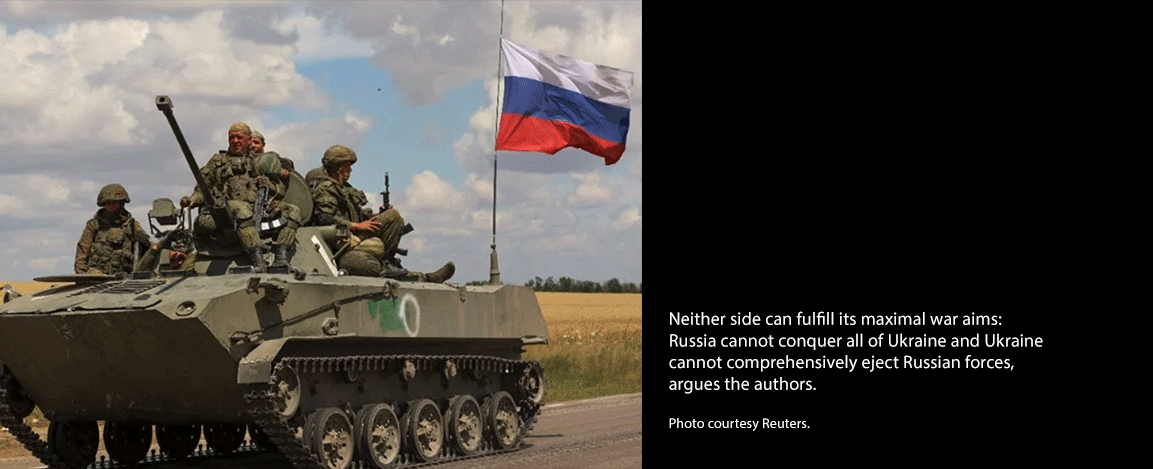 Neither side can fulfill its maximal war aims:
Russia cannot conquer all of Ukraine and Ukraine
cannot comprehensively eject Russian forces,
argues the authors.
Photo courtesy Reuters.